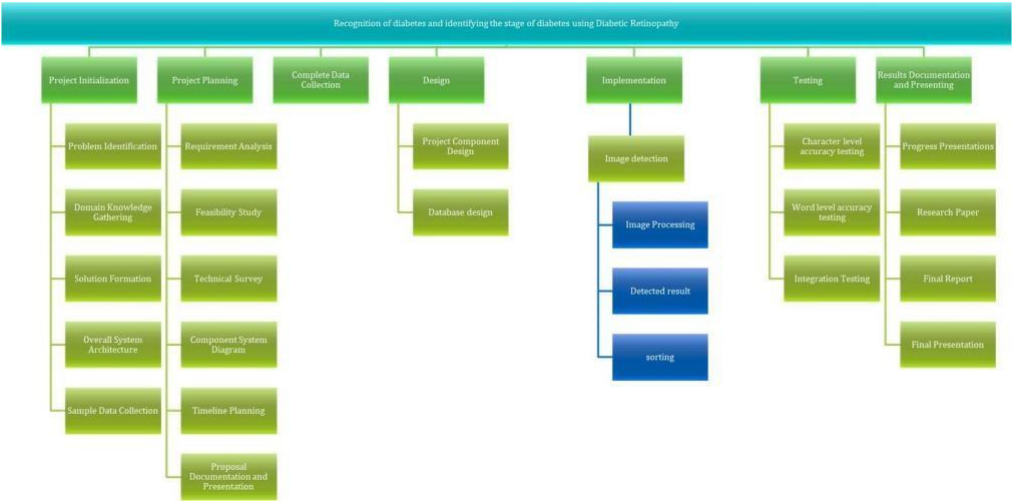 Recognition of diabetes and identifying the stage of diabetes using Diabetic Retinopathy
Project Initialization
Problem Identification
Domain Knowledge
Gathering
Solution Formation
Overall System
Architecture
Sample Data Collection
Project Planning
Requirement Analysis
Feasibility Study
Technical Survey
Component System
Diagram
Timeline Planning
Proposal
Documentation and
Presentation
Complete Data
Collection
Design
Project Component
Design
Database design
Implementation
Image detection
Image Processing
Detected result
sorting
Testing
Character level
accuracy testing
Word level accuracy
testing
Integration Testing
Results Documentation
and Presenting
Progress Presentations
Research Paper
Final Report
Final Presentation